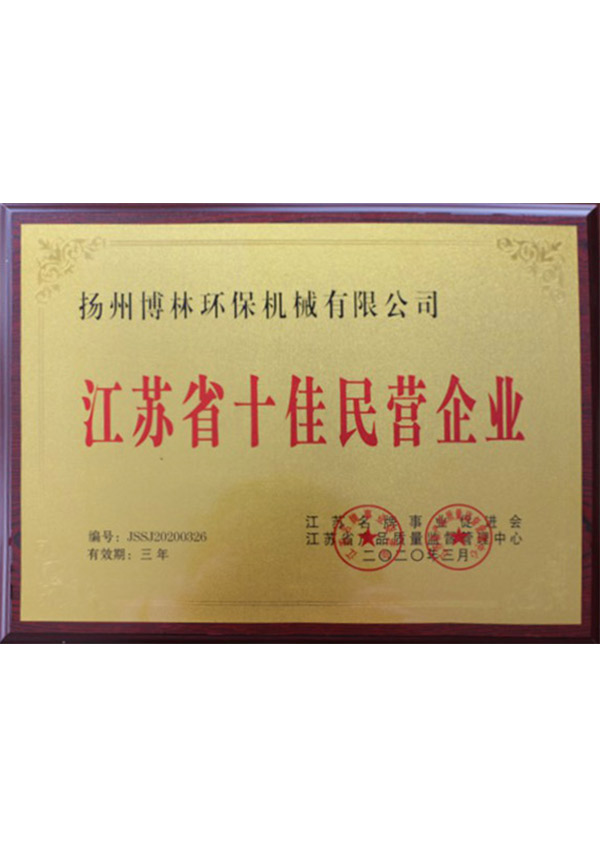 扬州博林环保机械有限公司
江苏省十佳民营企业
编号：JSSJ20200326
有效期：三年
江苏名牌事业促进会
江苏省产品质量监督管理中心
二〇二〇年三月